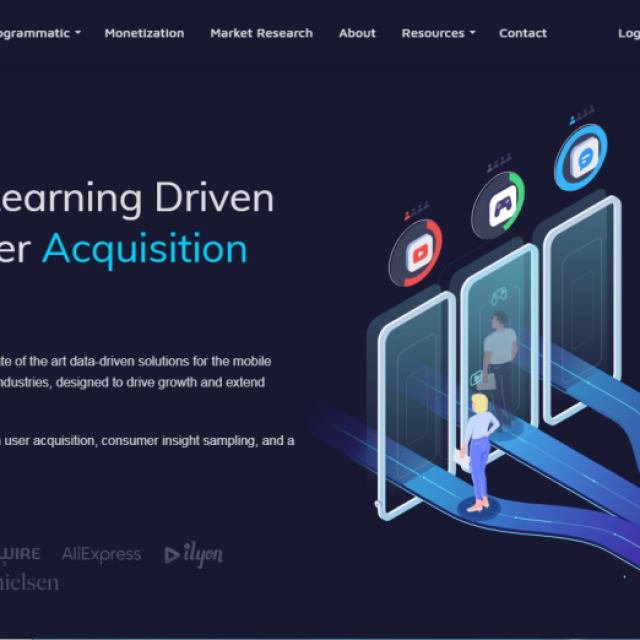 ogrammatic Monetization Market Research About Resources Contact Log
earning Driven
er Acquisition
te of the art data-driven solutions for the mobile
ndustries, designed to drive growth and extend
user acquisition, consumer insight sampling, and a
WIRE AliExpress ilyon
nielsen